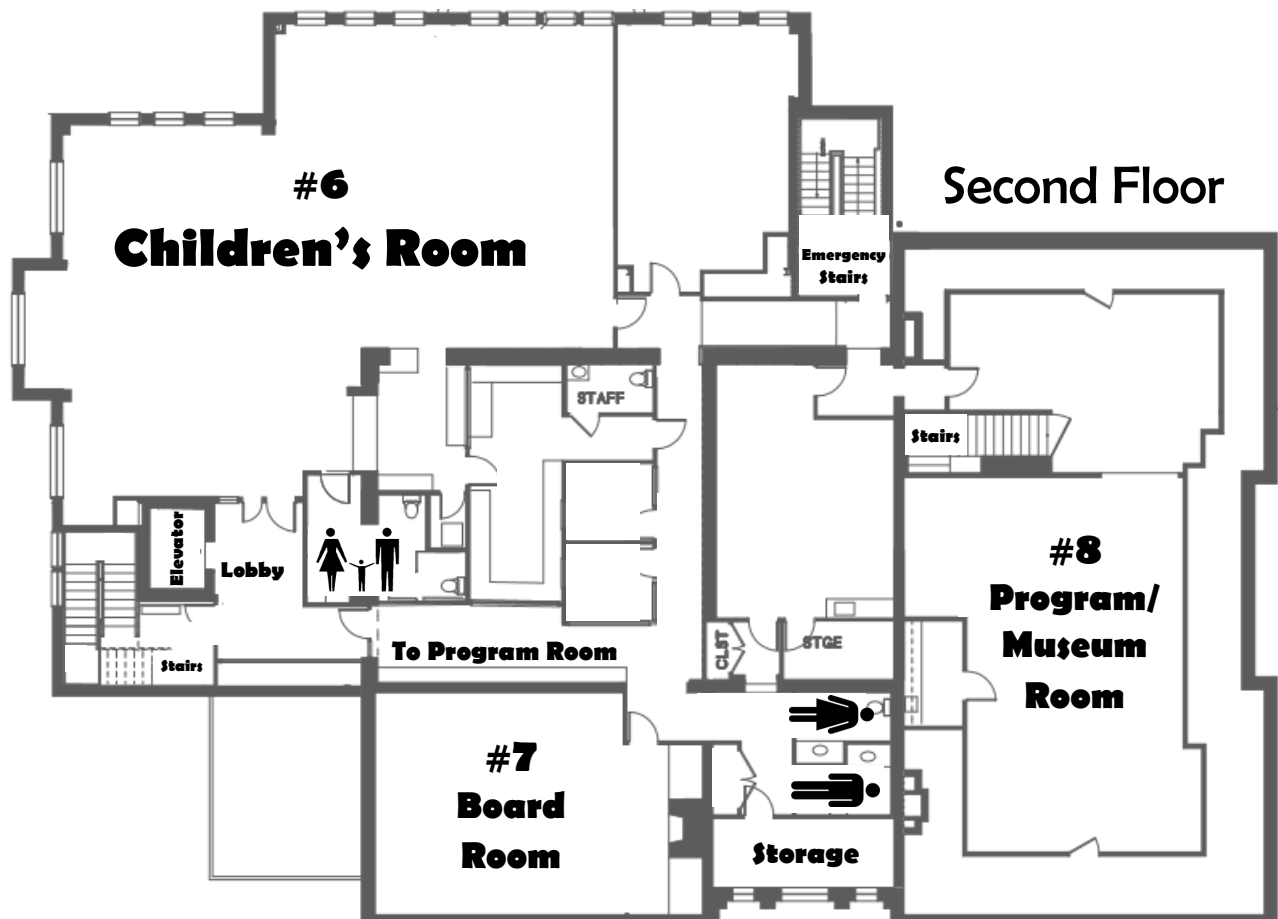 Second Floor
#6
Children's Room
Emergency
Stairs
STAFF
Stairs
Elevator
Lobby
#8
Program/
Museum
Room
To Program Room
CLST
STGE
Stairs
#7
Board
Room
Storage